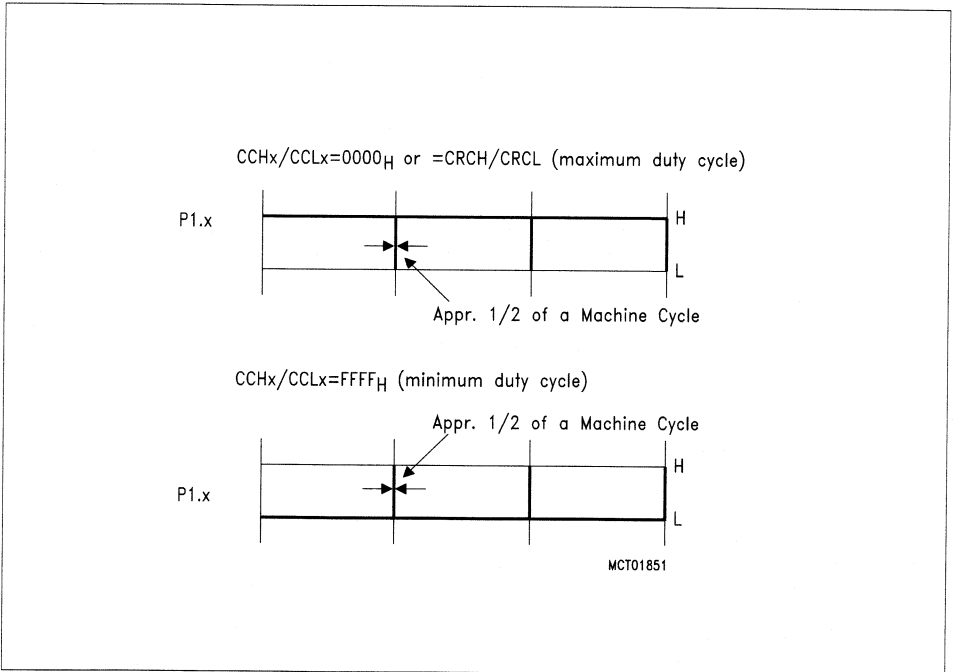 CCHx/CCLx=0000H or =CRCH/CRCL (maximum duty cycle)
P1.x
H
L
Appr. 1/2 of a Machine Cycle
CCHx/CCLx=FFFFH (minimum duty cycle)
Appr. 1/2 of a Machine Cycle
P1.x
H
L
MCT01851